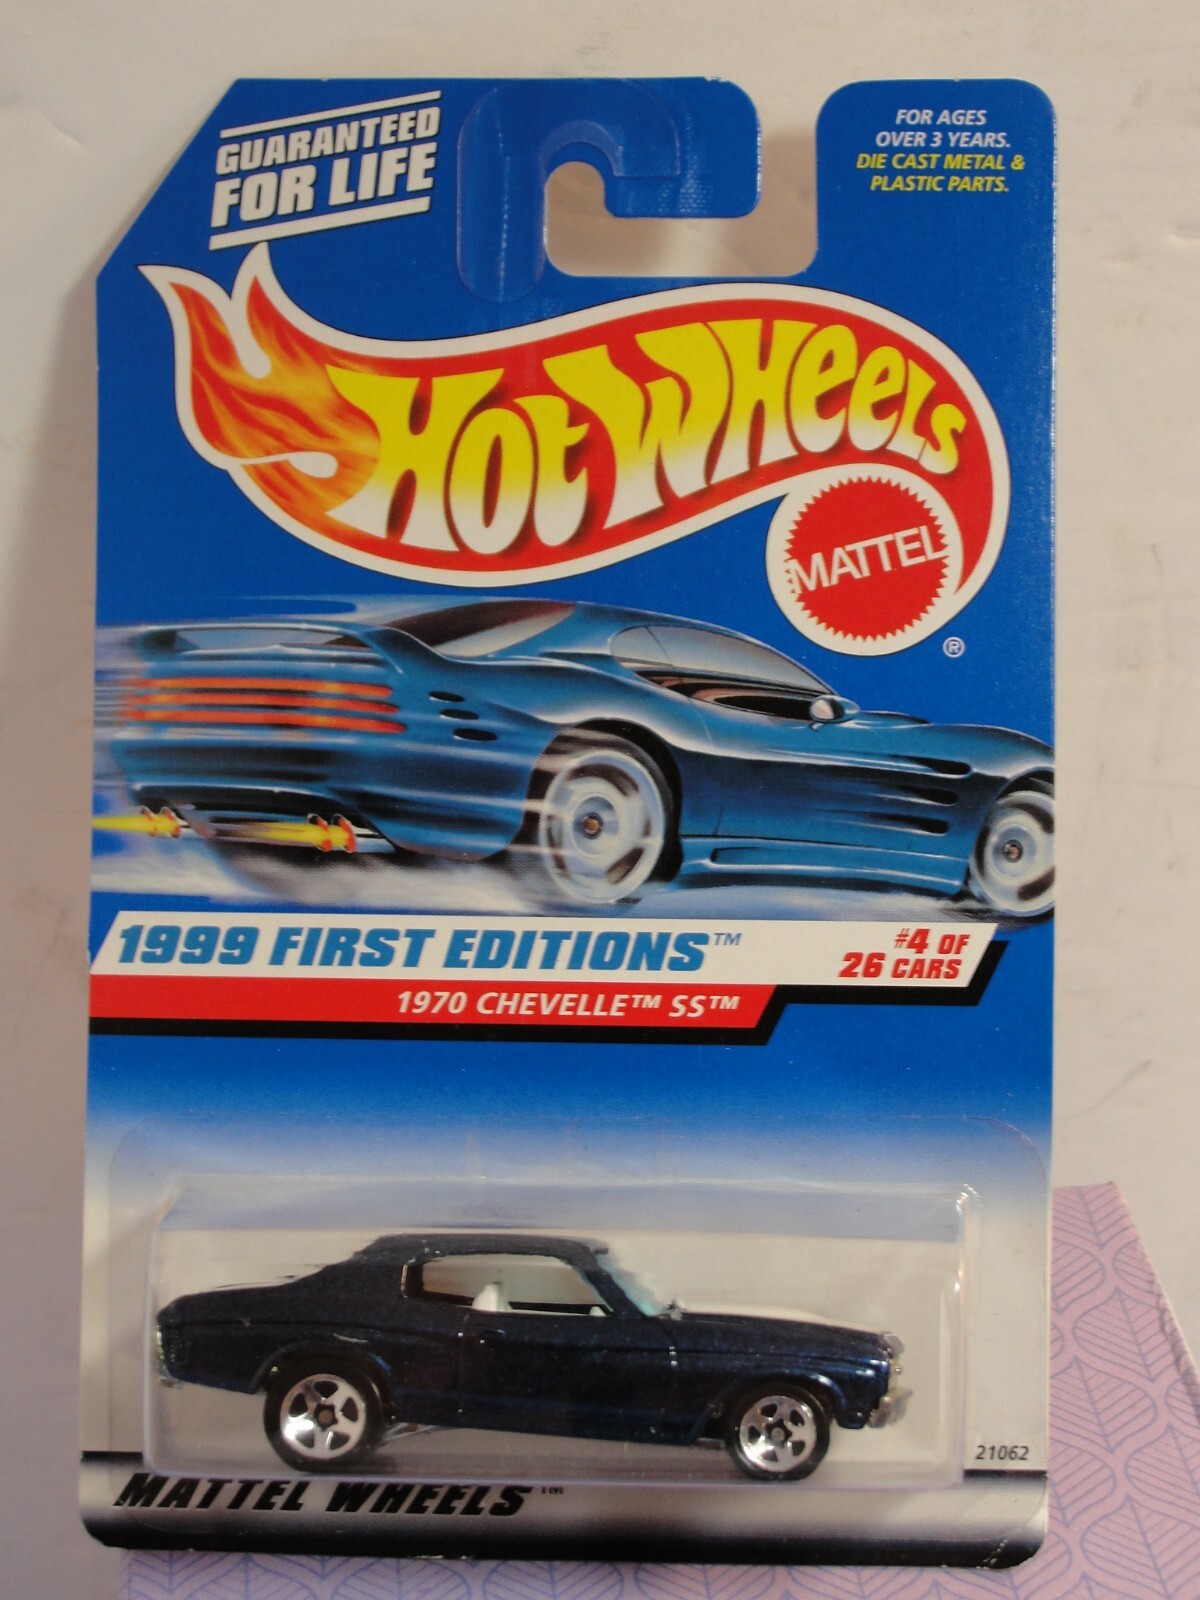 GUARANTEED
FOR LIFE
FOR AGES
OVER 3 YEARS.
DIE CAST METAL &
PLASTIC PARTS.
HOT WHEELS
MATTEL
®
1999 FIRST EDITIONS™
#4 OF
26 CARS
1970 CHEVELLE™ SS™
21062
MATTEL WHEELS™